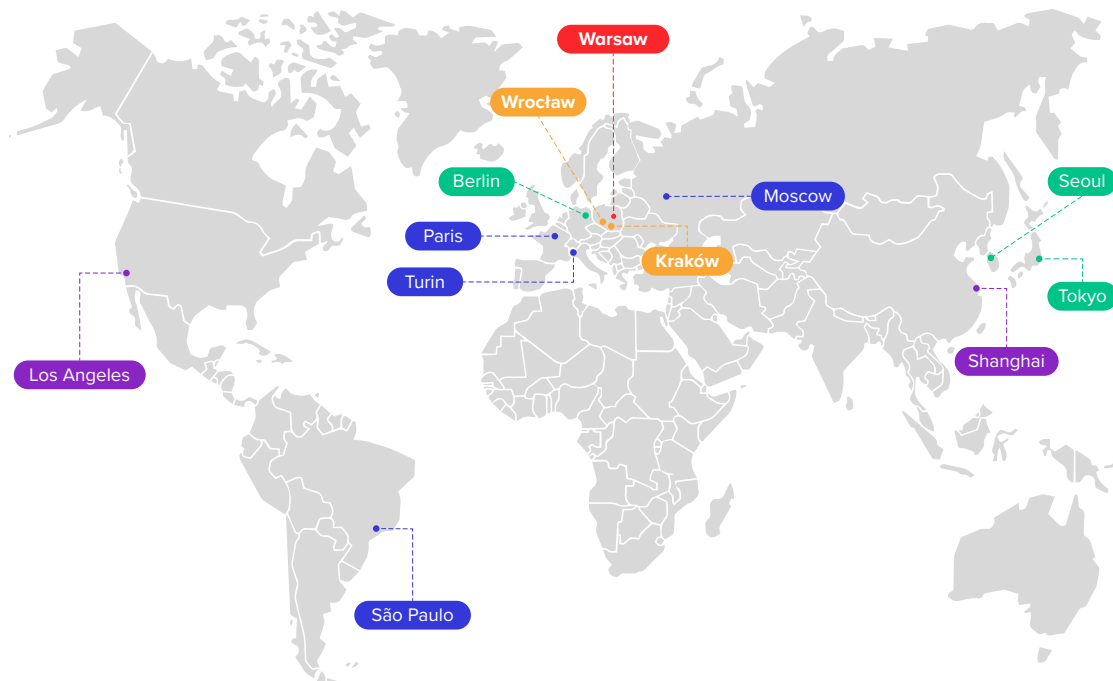 Warsaw
Wrocław
Berlin
Seoul
Moscow
Paris
Kraków
Turin
Tokyo
Shanghai
Los Angeles
São Paulo